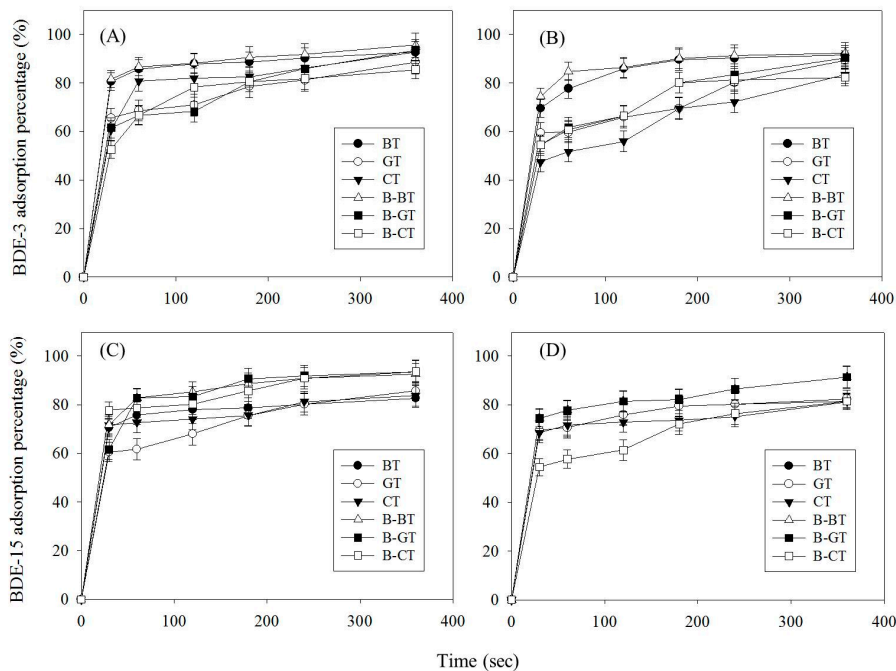 (A)
BDE-3 adsorption percentage (%)
100
80
60
40
20
0
BT
GT
CT
B-BT
B-GT
B-CT
0 100 200 300 400
(B)
100
80
60
40
20
0
BT
GT
CT
B-BT
B-GT
B-CT
0 100 200 300 400
(C)
BDE-15 adsorption percentage (%)
100
80
60
40
20
0
BT
GT
CT
B-BT
B-GT
B-CT
0 100 200 300 400
(D)
100
80
60
40
20
0
BT
GT
CT
B-BT
B-GT
B-CT
0 100 200 300 400
Time (sec)